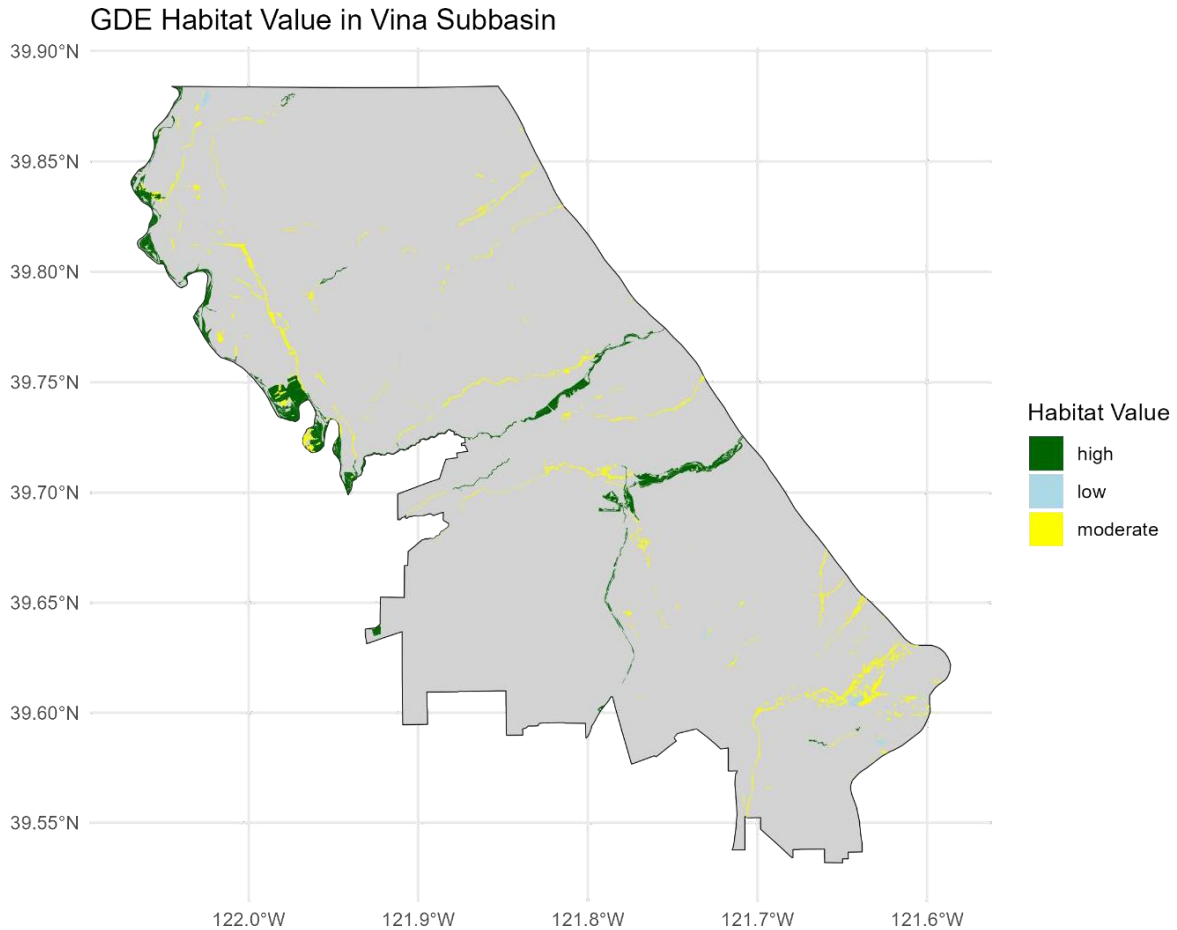 GDE Habitat Value in Vina Subbasin
39.90°N
39.85°N
39.80°N
39.75°N
39.70°N
39.65°N
39.60°N
39.55°N
122.0°W
121.9°W
121.8°W
121.7°W
121.6°W
Habitat Value
high
low
moderate